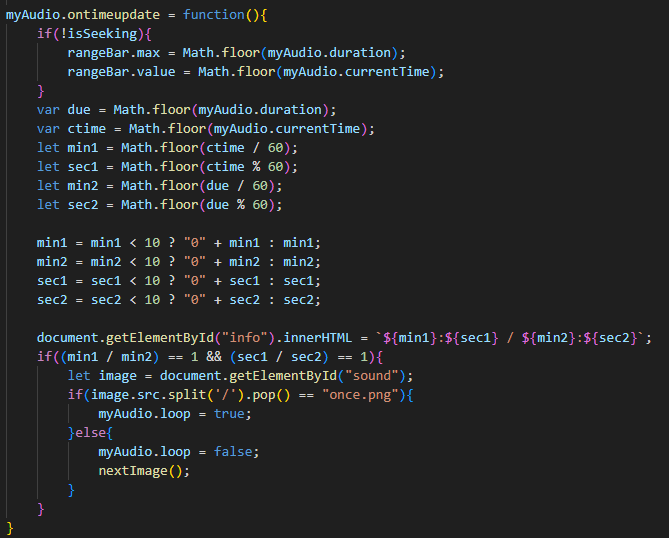 myAudio.ontimeupdate = function(){
    if(!isSeeking){
        rangeBar.max = Math.floor(myAudio.duration);
        rangeBar.value = Math.floor(myAudio.currentTime);
    }
    var due = Math.floor(myAudio.duration);
    var ctime = Math.floor(myAudio.currentTime);
    let min1 = Math.floor(ctime / 60);
    let sec1 = Math.floor(ctime % 60);
    let min2 = Math.floor(due / 60);
    let sec2 = Math.floor(due % 60);

    min1 = min1 < 10 ? "0" + min1 : min1;
    min2 = min2 < 10 ? "0" + min2 : min2;
    sec1 = sec1 < 10 ? "0" + sec1 : sec1;
    sec2 = sec2 < 10 ? "0" + sec2 : sec2;

    document.getElementById("info").innerHTML = `${min1}:${sec1} / ${min2}:${sec2}`;
    if((min1 / min2) == 1 && (sec1 / sec2) == 1){
        let image = document.getElementById("sound");
        if(image.src.split('/').pop() == "once.png"){
            myAudio.loop = true;
        }else{
            myAudio.loop = false;
            nextImage();
        }
    }
}